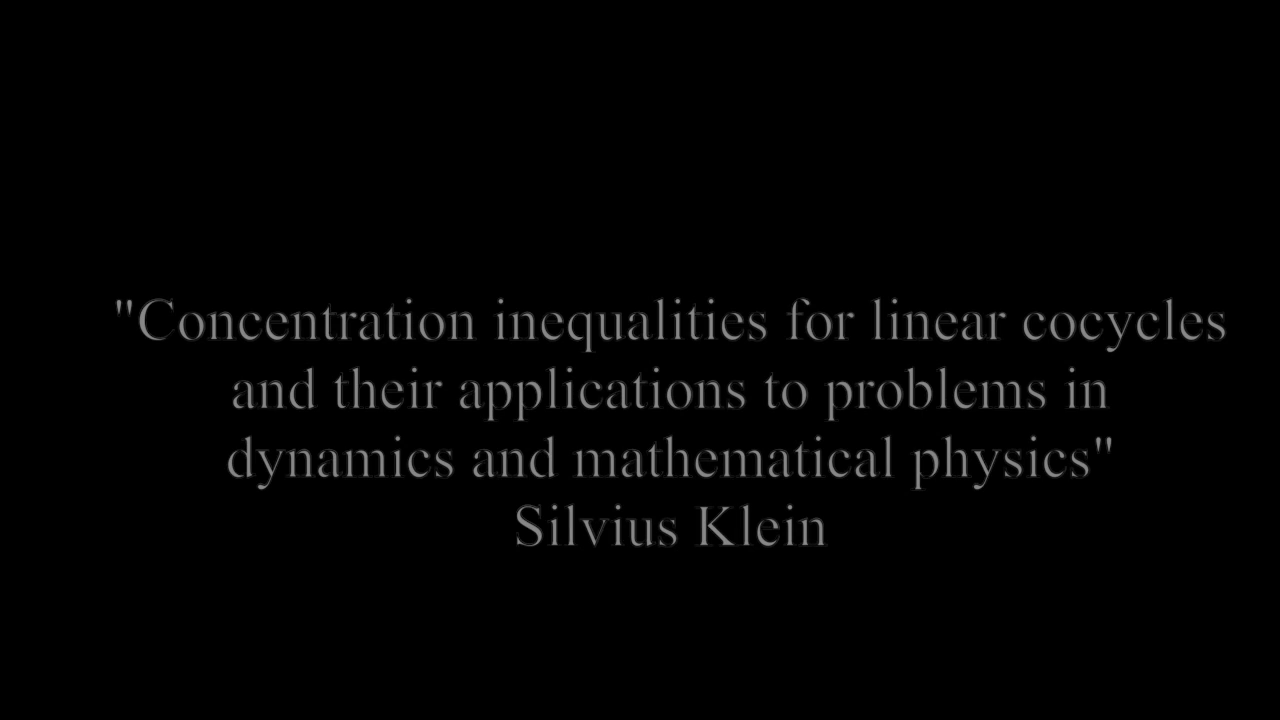 "Concentration inequalities for linear cocycles
and their applications to problems in
dynamics and mathematical physics"
Silvius Klein